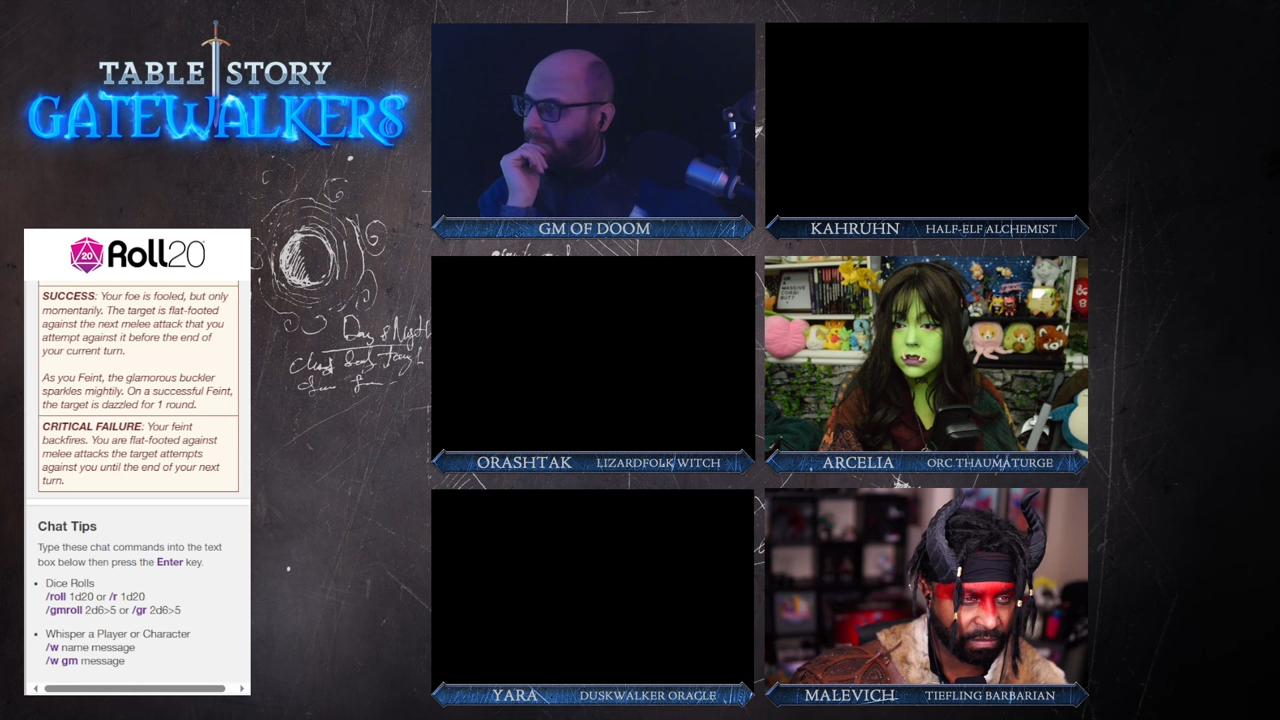 TABLE STORY
GATEWALKERS
Roll20
SUCCESS: Your foe is fooled, but only
momentarily. The target is flat-footed
against the next melee attack that you
attempt against it before the end of
your current turn.
As you Feint, the glamorous buckler
sparkles mightily. On a successful Feint,
the target is dazzled for 1 round.
CRITICAL FAILURE: Your feint
backfires. You are flat-footed against
melee attacks the target attempts
against you until the end of your next
turn.
Chat Tips
Type these chat commands into the text
box below then press the Enter key.
• Dice Rolls
/roll 1d20 or /r 1d20
/gmroll 2d6>5 or /gr 2d6>5
• Whisper a Player or Character
/w name message
/w gm message
GM OF DOOM
KAHRUHN HALF-ELF ALCHEMIST
ORASHTAK LIZARDFOLK WITCH
ARCELIA ORC THAUMATURGE
YARA DUSKWALKER ORACLE
MALEVICH TIEFLING BARBARIAN